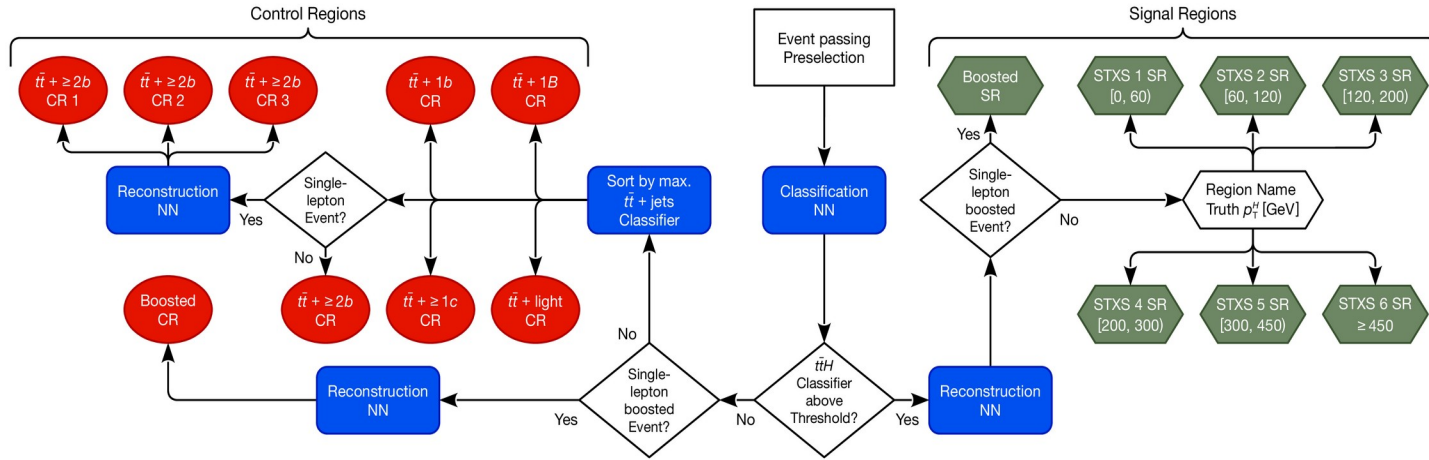 Control Regions
Signal Regions
Event passing
Preselection
tt̄ + ≥ 2b
CR 1
tt̄ + ≥ 2b
CR 2
tt̄ + ≥ 2b
CR 3
tt̄ + 1b
CR
tt̄ + 1B
CR
Boosted
SR
STXS 1 SR
[0, 60)
STXS 2 SR
[60, 120)
STXS 3 SR
[120, 200)
Yes
Reconstruction
NN
Yes
Single-
lepton
Event?
No
Sort by max.
tt̄ + jets
Classifier
Classification
NN
Single-
lepton
boosted
Event?
No
Region Name
Truth p_T^H [GeV]
Boosted
CR
tt̄ + ≥ 2b
CR
tt̄ + ≥ 1c
CR
tt̄ + light
CR
STXS 4 SR
[200, 300)
STXS 5 SR
[300, 450)
STXS 6 SR
≥ 450
No
Reconstruction
NN
Yes
Single-
lepton
boosted
Event?
No
tt̄H
Classifier
above
Threshold?
Yes
Reconstruction
NN